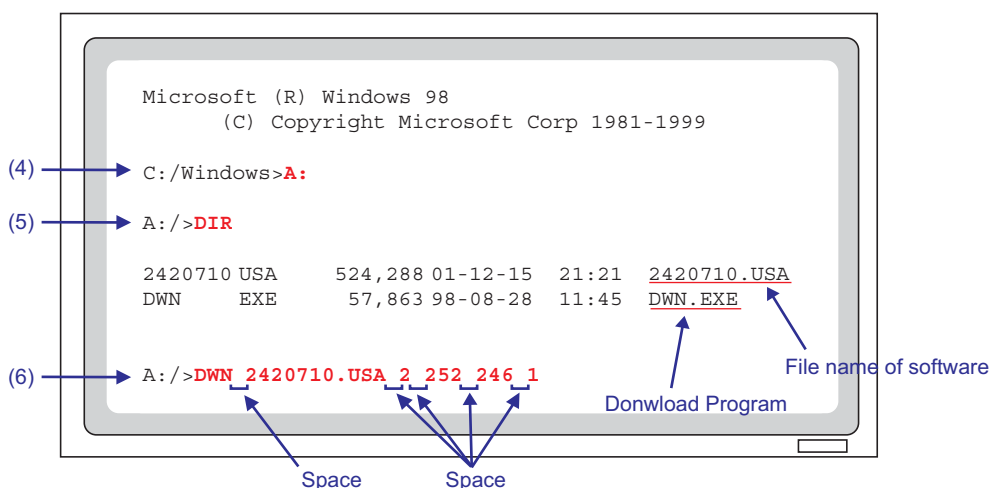 Microsoft (R) Windows 98
(C) Copyright Microsoft Corp 1981-1999
(4) C:/Windows>A:
(5) A:/>DIR
2420710 USA 524,288 01-12-15 21:21 2420710.USA
DWN EXE 57,863 98-08-28 11:45 DWN.EXE
File name of software
(6) A:/>DWN 2420710.USA 2 252 246 1
Donwload Program
Space Space